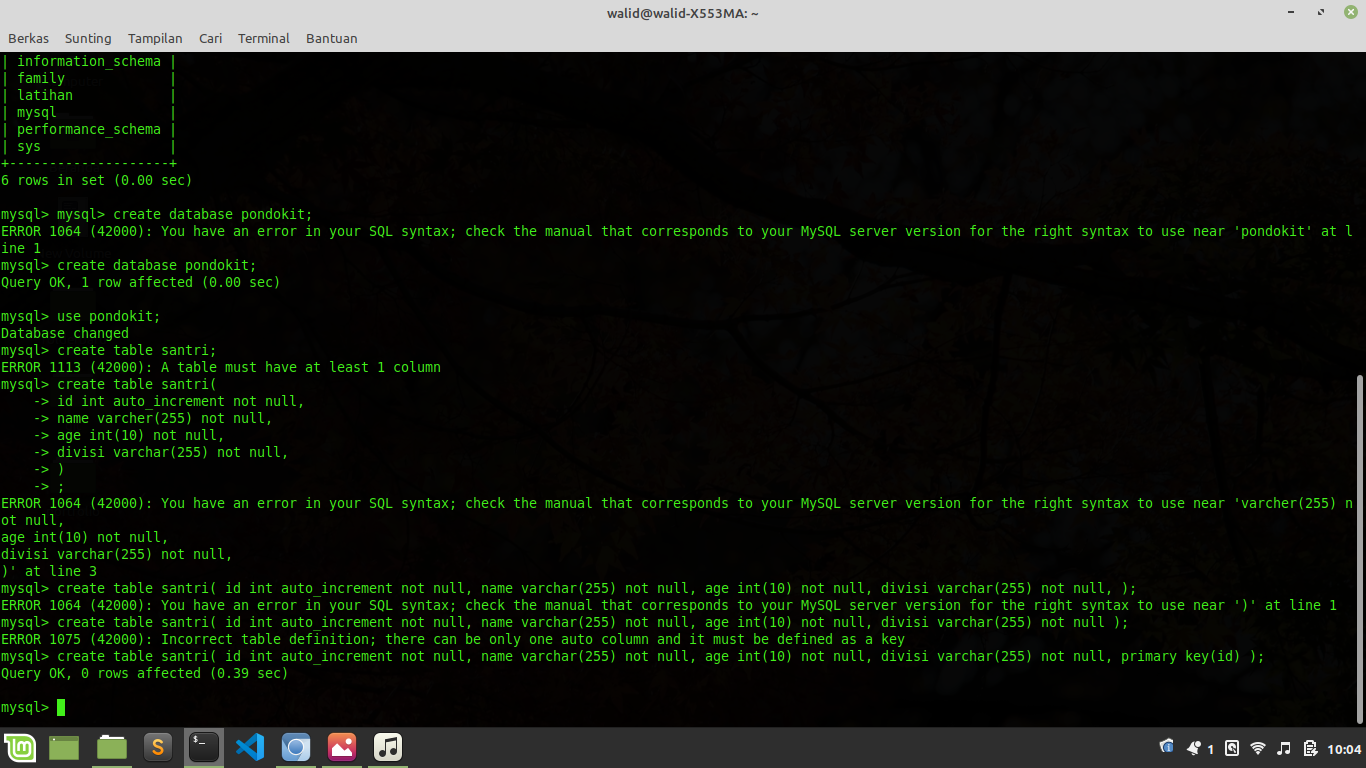 walid@walid-X553MA: ~
Berkas Sunting Tampilan Cari Terminal Bantuan
| information_schema |
| family             |
| latihan            |
| mysql              |
| performance_schema |
| sys                |
+--------------------+
6 rows in set (0.00 sec)
mysql> mysql> create database pondokit;
ERROR 1064 (42000): You have an error in your SQL syntax; check the manual that corresponds to your MySQL server version for the right syntax to use near 'pondokit' at l
ine 1
mysql> create database pondokit;
Query OK, 1 row affected (0.00 sec)
mysql> use pondokit;
Database changed
mysql> create table santri;
ERROR 1113 (42000): A table must have at least 1 column
mysql> create table santri(
    -> id int auto_increment not null,
    -> name varcher(255) not null,
    -> age int(10) not null,
    -> divisi varchar(255) not null,
    -> )
    -> ;
ERROR 1064 (42000): You have an error in your SQL syntax; check the manual that corresponds to your MySQL server version for the right syntax to use near 'varcher(255) n
ot null,
age int(10) not null,
divisi varchar(255) not null,
)' at line 3
mysql> create table santri( id int auto_increment not null, name varchar(255) not null, age int(10) not null, divisi varchar(255) not null, );
ERROR 1064 (42000): You have an error in your SQL syntax; check the manual that corresponds to your MySQL server version for the right syntax to use near ')' at line 1
mysql> create table santri( id int auto_increment not null, name varchar(255) not null, age int(10) not null, divisi varchar(255) not null );
ERROR 1075 (42000): Incorrect table definition; there can be only one auto column and it must be defined as a key
mysql> create table santri( id int auto_increment not null, name varchar(255) not null, age int(10) not null, divisi varchar(255) not null, primary key(id) );
Query OK, 0 rows affected (0.39 sec)
mysql>
S $_ 1 10:04